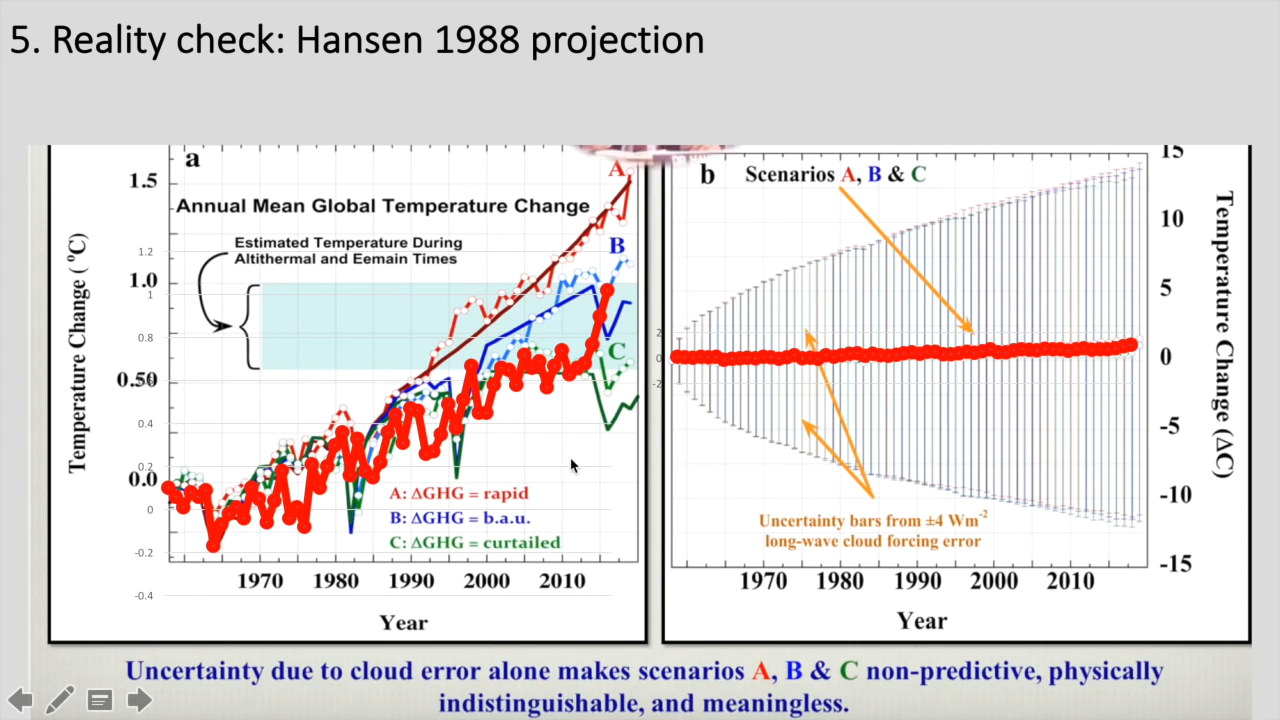 5. Reality check: Hansen 1988 projection
a
A
1.5
Annual Mean Global Temperature Change
Estimated Temperature During
Altithermal and Eemain Times
B
1.2
1.0
1
0.8
C
0.50
0.4
0.2
0.0
0
-0.2
-0.4
A: ΔGHG = rapid
B: ΔGHG = b.a.u.
C: ΔGHG = curtailed
Temperature Change ( ºC)
1970 1980 1990 2000 2010
Year
b
Scenarios A, B & C
15
10
5
0
-5
-10
-15
2
0
-2
Temperature Change (ΔC)
Uncertainty bars from ±4 Wm-2
long-wave cloud forcing error
1970 1980 1990 2000 2010
Year
Uncertainty due to cloud error alone makes scenarios A, B & C non-predictive, physically
indistinguishable, and meaningless.